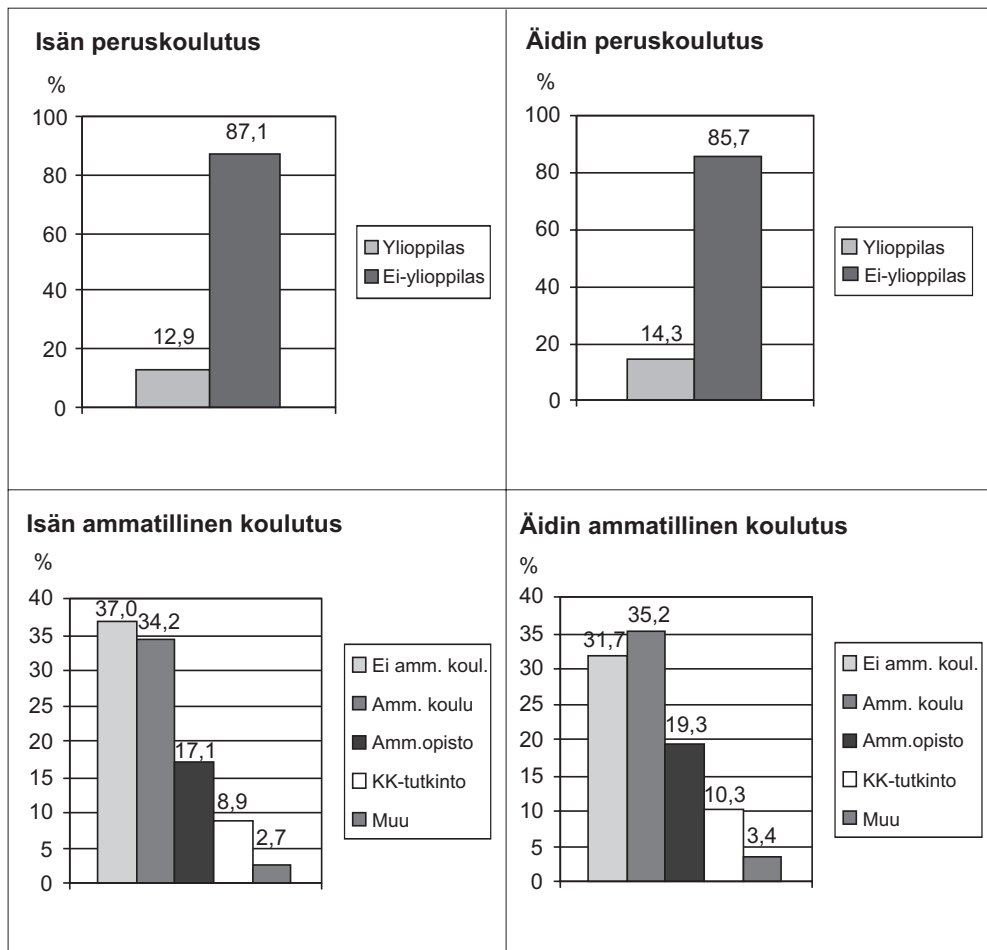 Isän peruskoulutus
%
100
80
60
40
20
0
12,9
87,1
Ylioppilas
Ei-ylioppilas
Äidin peruskoulutus
%
100
80
60
40
20
0
14,3
85,7
Ylioppilas
Ei-ylioppilas
Isän ammatillinen koulutus
%
40
35
30
25
20
15
10
5
0
37,0
34,2
17,1
8,9
2,7
Ei amm. koul.
Amm. koulu
Amm.opisto
KK-tutkinto
Muu
Äidin ammatillinen koulutus
%
40
35
30
25
20
15
10
5
0
31,7
35,2
19,3
10,3
3,4
Ei amm. koul.
Amm. koulu
Amm.opisto
KK-tutkinto
Muu